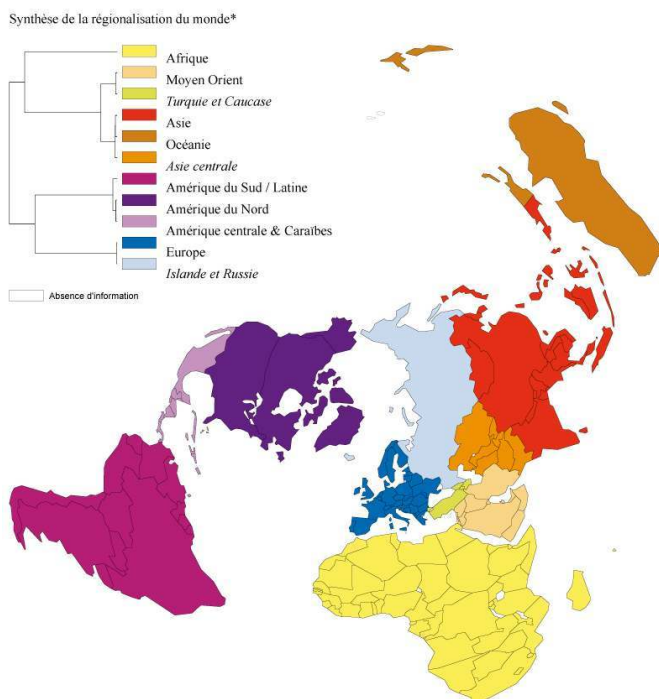 Synthèse de la régionalisation du monde*
Afrique
Moyen Orient
Turquie et Caucase
Asie
Océanie
Asie centrale
Amérique du Sud / Latine
Amérique du Nord
Amérique centrale & Caraïbes
Europe
Islande et Russie
Absence d'information